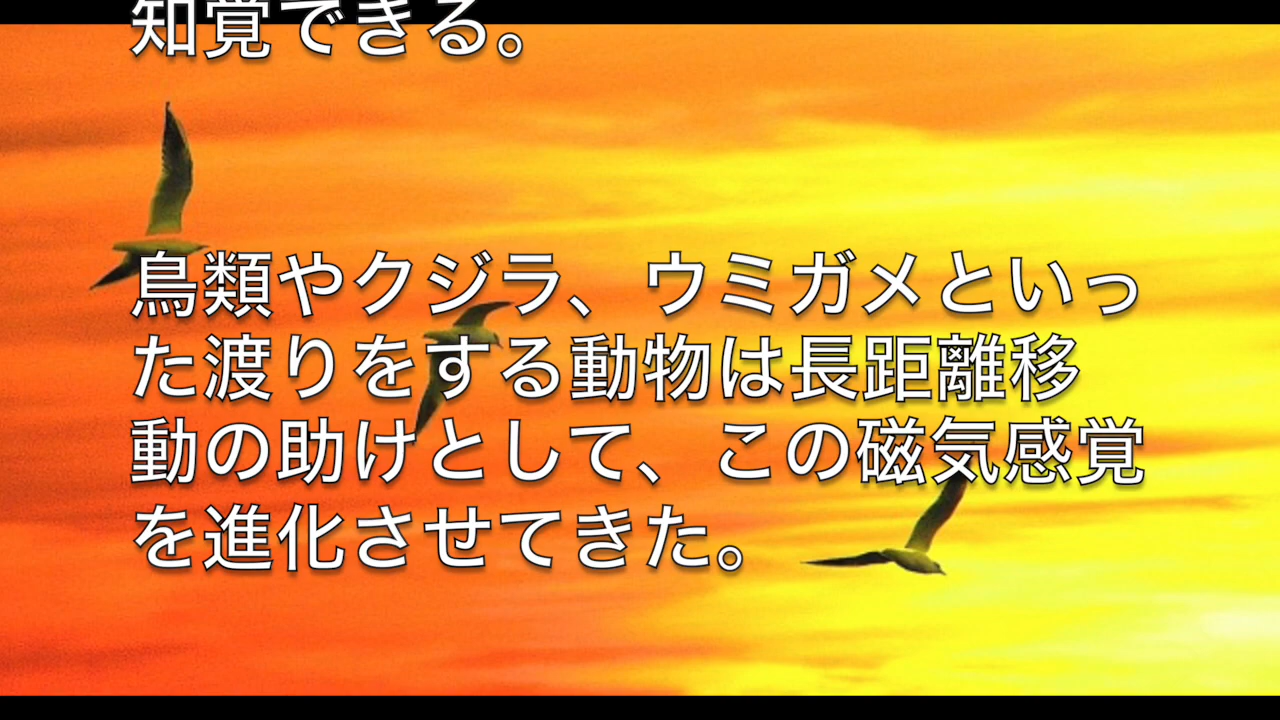 知覚できる。
鳥類やクジラ、ウミガメといっ
た渡りをする動物は長距離移
動の助けとして、この磁気感覚
を進化させてきた。